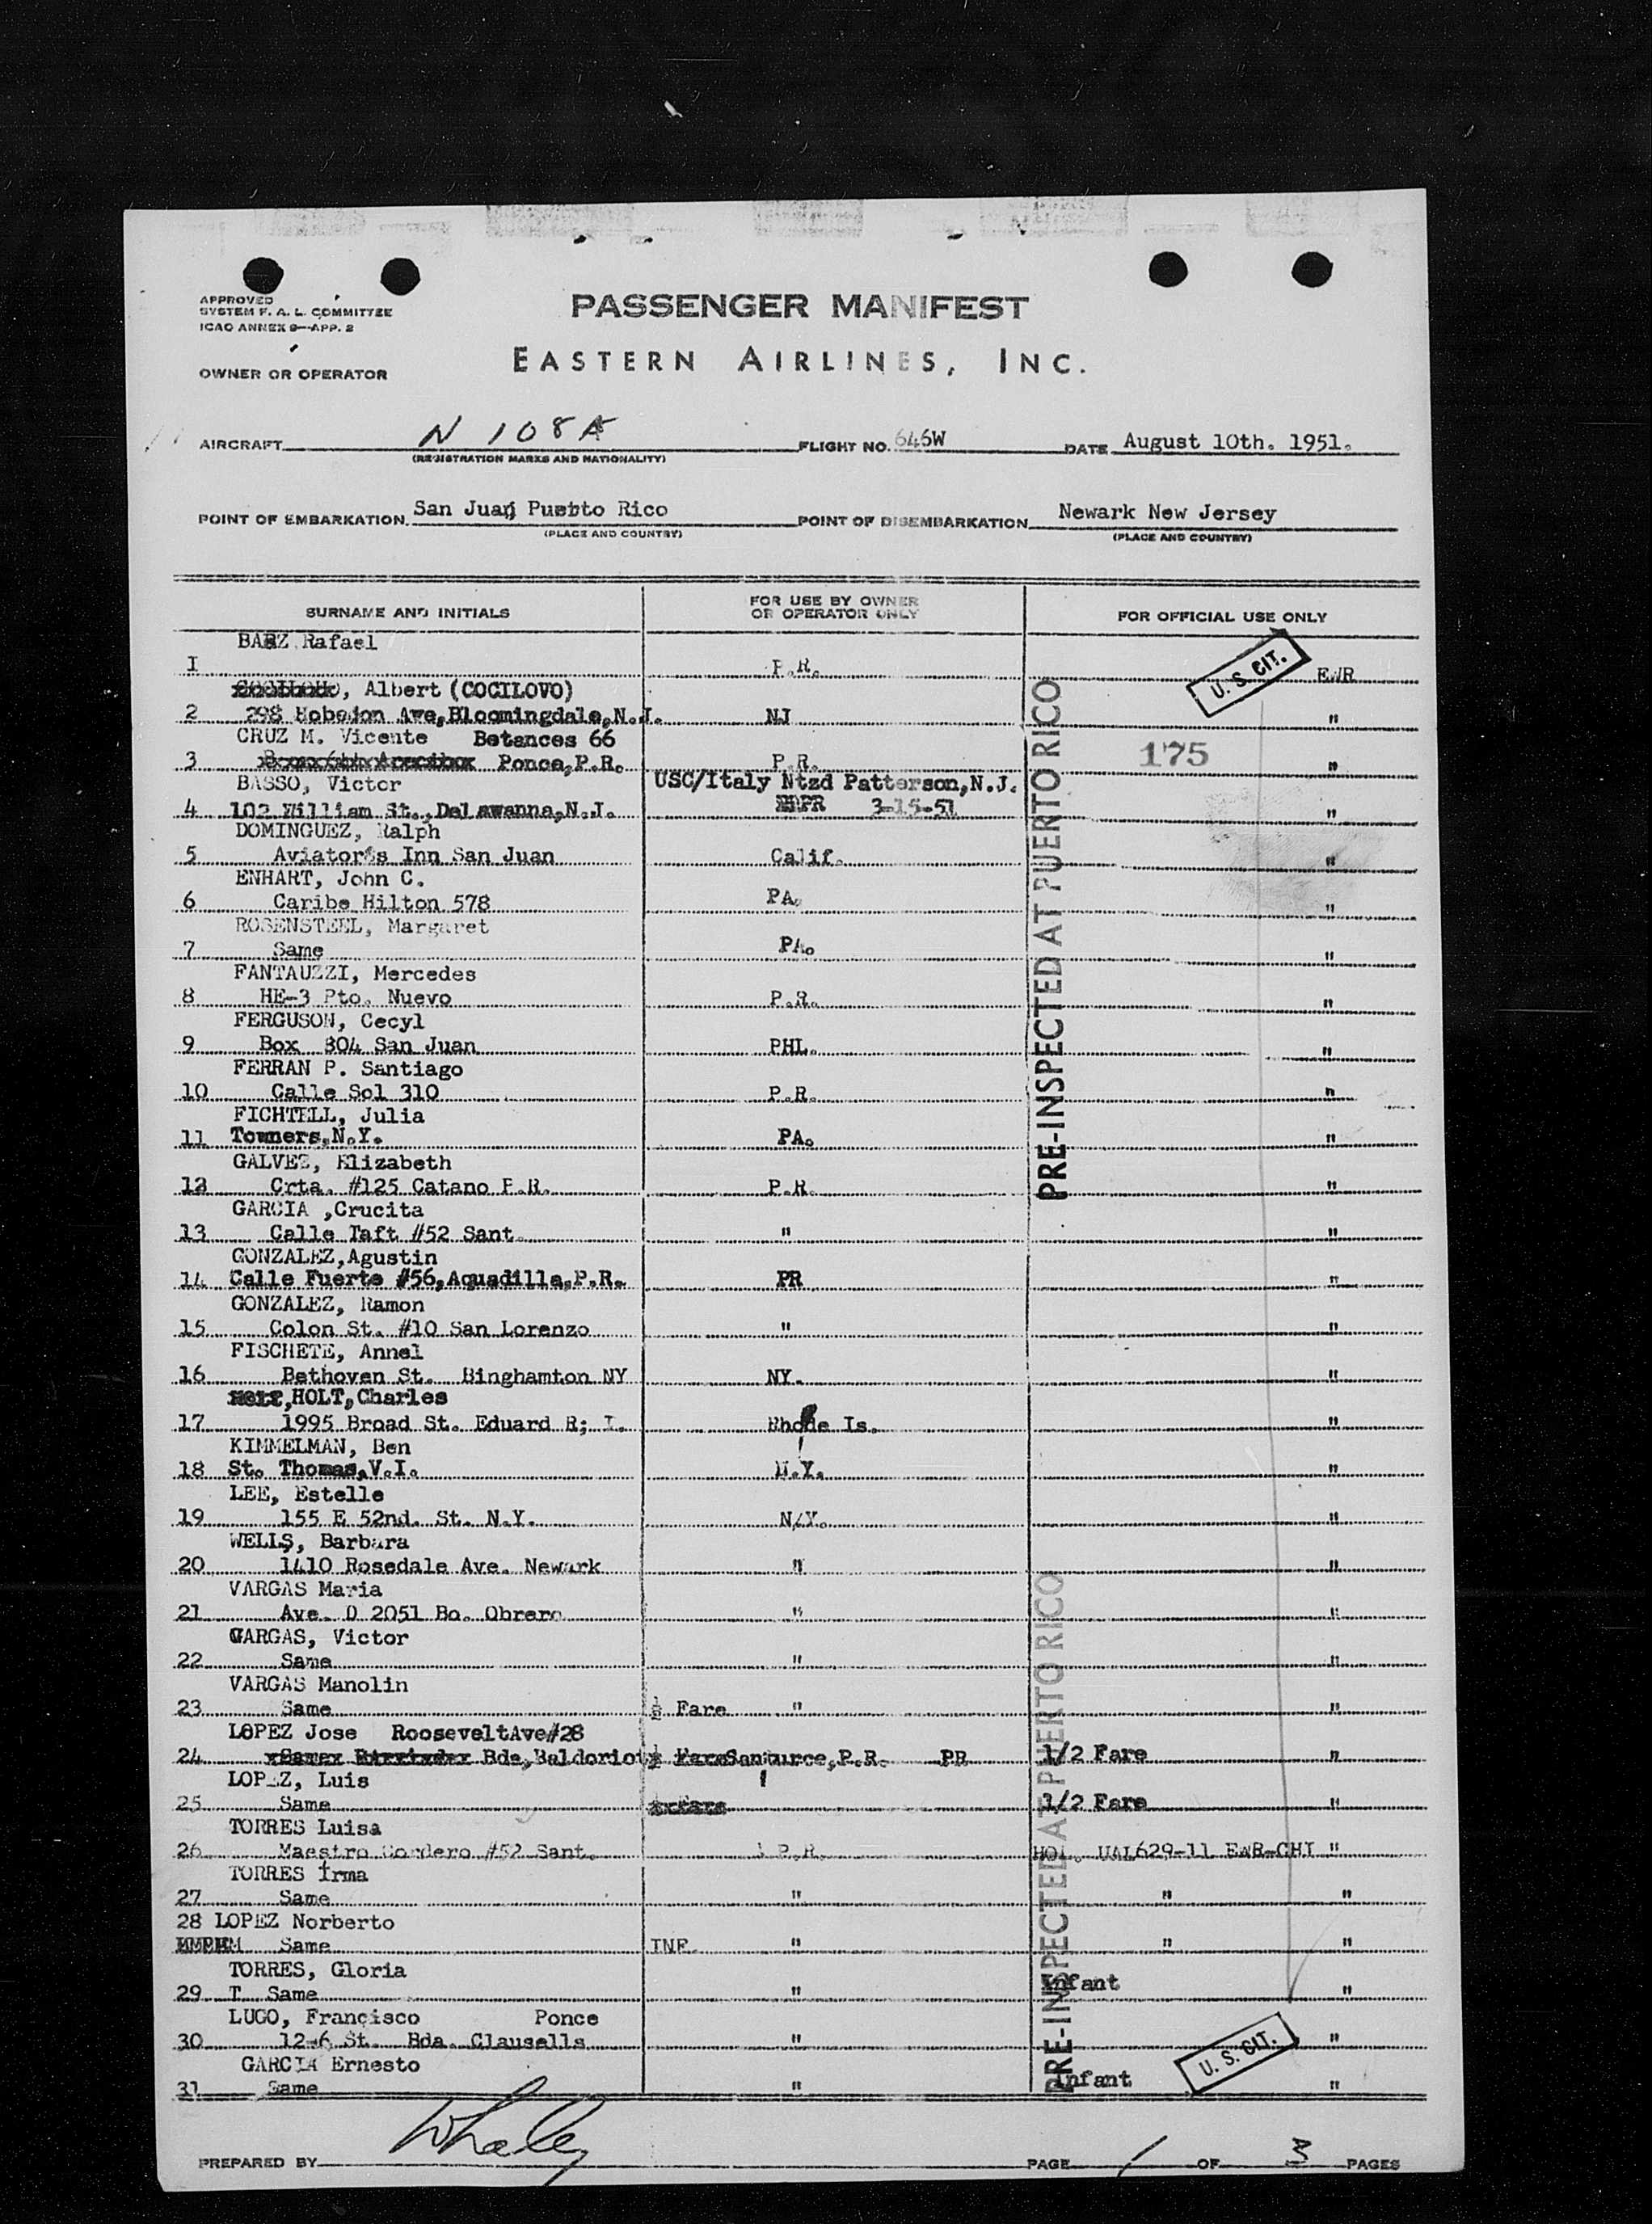 APPROVED
SYSTEM F. A. L. COMMITTEE
ICAO ANNEX 9—APP. 2
PASSENGER MANIFEST
EASTERN AIRLINES, INC.
OWNER OR OPERATOR
AIRCRAFT N 108A FLIGHT NO. 646W DATE August 10th. 1951.
(REGISTRATION MARKS AND NATIONALITY)
POINT OF EMBARKATION San Juan Puerto Rico POINT OF DISEMBARKATION Newark New Jersey
(PLACE AND COUNTRY) (PLACE AND COUNTRY)
SURNAME AND INITIALS FOR USE BY OWNER OR OPERATOR ONLY FOR OFFICIAL USE ONLY
BAEZ Rafael
1 P.R. U. S. CIT. EWR
, Albert (COCILOVO)
2 298 Ave, Bloomingdale, N.J. NJ "
CRUZ M. Vicente Betances 66
3 Ponce, P.R. P.R. 175 "
BASSO, Victor USC/Italy Ntzd Patterson, N.J.
4 102 William St., Delawanna, N.J. PR 3-15-51 "
DOMINGUEZ, Ralph
5 Aviator's Inn San Juan Calif. "
ENHART, John C.
6 Caribe Hilton 578 PA. "
ROSENSTEEL, Margaret
7 Same PA. "
FANTAUZZI, Mercedes
8 HE-3 Pto. Nuevo P.R. "
FERGUSON, Cecyl
9 Box 304 San Juan PHL. "
FERRAN P. Santiago
10 Calle Sol 310 P.R. "
FICHTELL, Julia
11 Towners, N.Y. PA. "
GALVEZ, Elizabeth
12 Crta. #125 Catano P.R. P.R. "
GARCIA ,Crucita
13 Calle Taft #52 Sant. " "
GONZALEZ,Agustin
14 Calle Fuerte #56, Aguadilla, P.R. PR "
GONZALEZ, Ramon
15 Colon St. #10 San Lorenzo " "
FISCHETE, Annel
16 Bethoven St. Binghamton NY NY. "
HOLT, Charles
17 1995 Broad St. Eduard R; I. Rhode Is. "
KIMMELMAN, Ben
18 St. Thomas, V.I. N.Y. "
LEE, Estelle
19 155 E 52nd. St. N.Y. N/Y. "
WELLS, Barbara
20 1410 Rosedale Ave. Newark " "
VARGAS Maria
21 Ave. D 2051 Bo. Obrero " "
VARGAS, Victor
22 Same " "
VARGAS Manolin
23 Same ½ Fare " "
LOPEZ Jose RooseveltAve#28
24 Bda, Baldorioty Santurce, P.R. PR 1/2 Fare "
LOPEZ, Luis
25 Same 1/2 Fare "
TORRES Luisa
26 Maestro Cordero #52 Sant. P.R. HOL. UAL629-11 EWR-CHI "
TORRES Irma
27 Same " " "
28 LOPEZ Norberto
Same INF " " "
TORRES, Gloria
29 T Same " Infant "
LUGO, Francisco Ponce
30 12-6 St. Bda. Clausells " "
GARCIA Ernesto
31 Same " Infant U. S. CIT. "
PRE-INSPECTED AT PUERTO RICO
PRE-INSPECTED AT PUERTO RICO
PREPARED BY Whaley PAGE 1 OF 3 PAGES